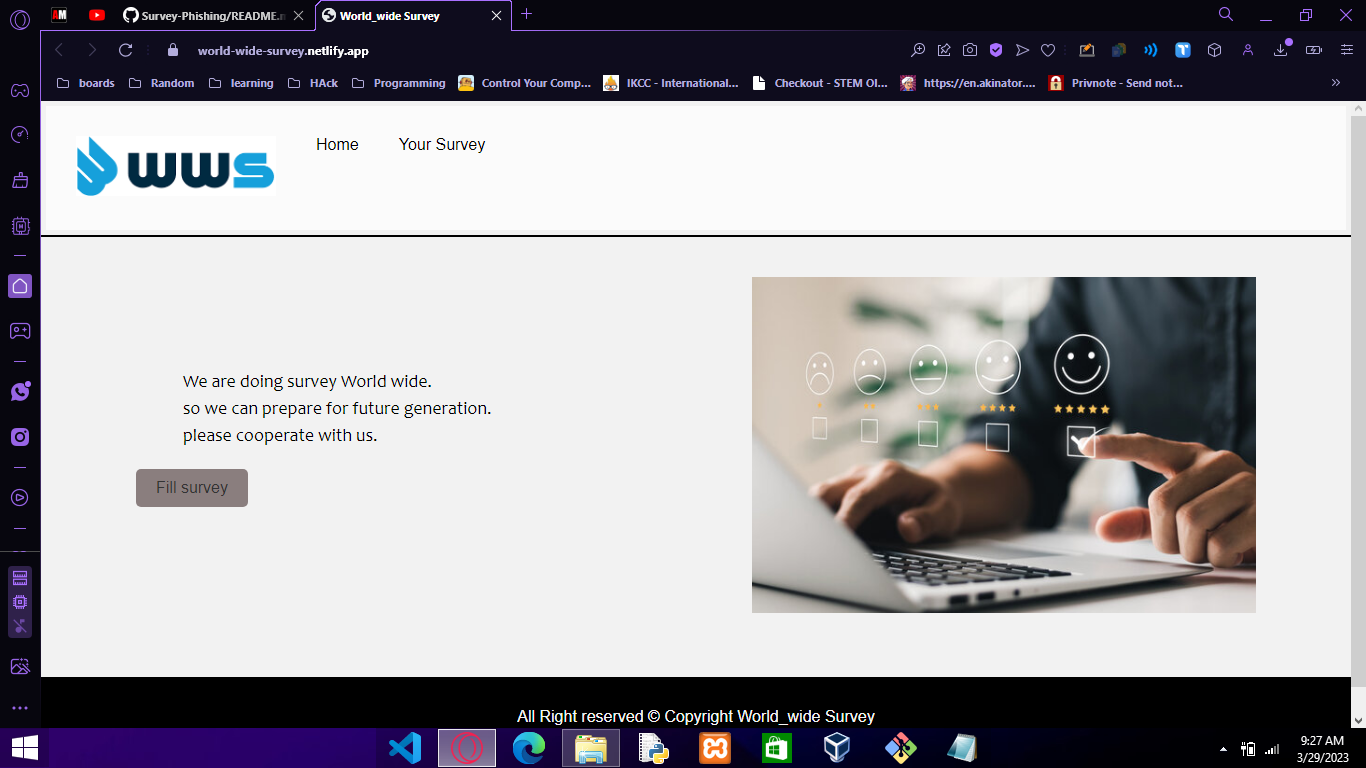 Survey-Phishing/README.m
World_wide Survey
world-wide-survey.netlify.app
boards
Random
learning
HAck
Programming
Control Your Comp...
IKCC - International...
Checkout - STEM Ol...
https://en.akinator....
Privnote - Send not...
WWS
Home
Your Survey
We are doing survey World wide.
so we can prepare for future generation.
please cooperate with us.
Fill survey
All Right reserved © Copyright World_wide Survey
9:27 AM
3/29/2023